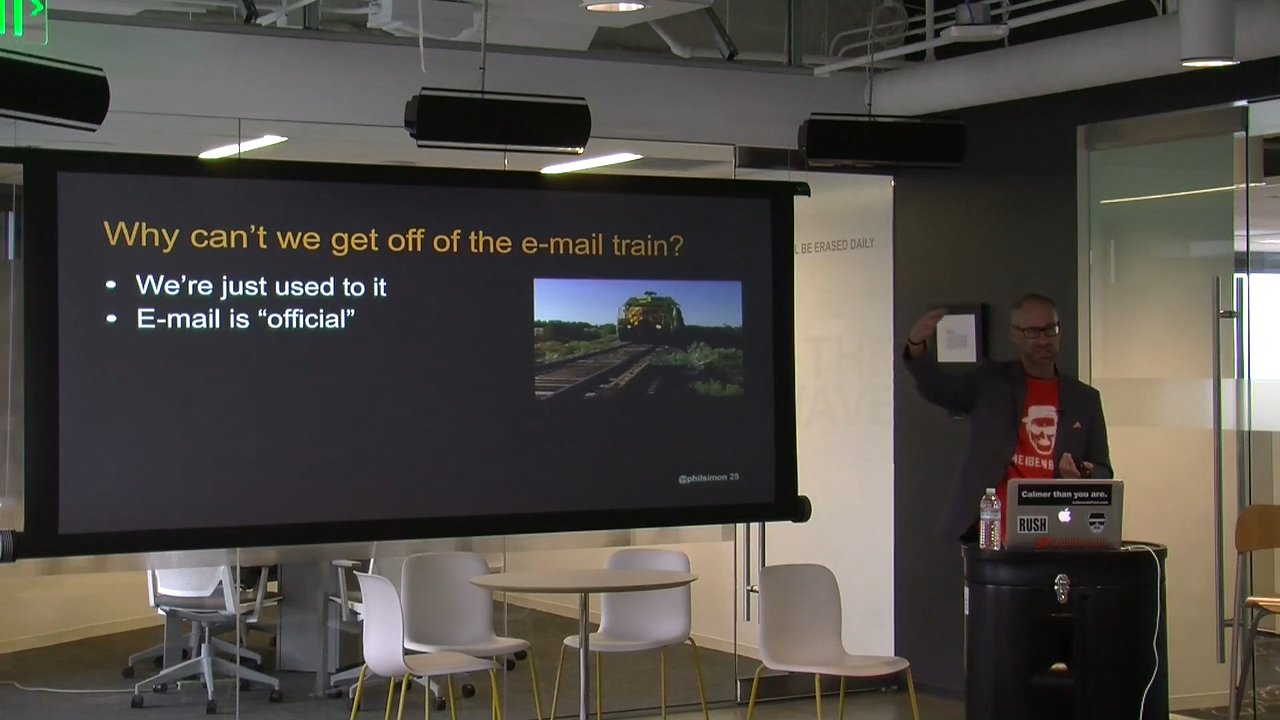 Why can't we get off of the e-mail train?
• We're just used to it
• E-mail is “official”
@philsimon 25
BE ERASED DAILY
Calmer than you are.
RUSH